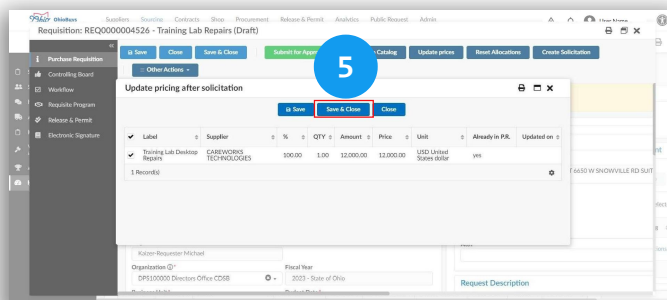 OhioBuys
Suppliers Sourcing Contracts Shop Procurement Release & Permit Analytics Public Request Admin
User Name
Requisition: REQ0000004526 - Training Lab Repairs (Draft)
Save Close Save & Close Submit for Catalog Update prices Reset Allocations Create Solicitation
Other Actions
Purchase Requisition
Controlling Board
Workflow
Requisite Program
Release & Permit
Electronic Signature
5
Update pricing after solicitation
Save Save & Close Close
Label Supplier % QTY Amount Price Unit Already in P.R. Updated on
Training Lab Desktop Repairs CAREWORKS TECHNOLOGIES 100.00 1.00 12,000.00 12,000.00 USD United States dollar yes
1 Record(s)
6650 W SNOWVILLE RD SUIT
Kaizer-Requester Michael
Organization
Fiscal Year
DPS100000 Directors Office CDSB
2023 - State of Ohio
Request Description